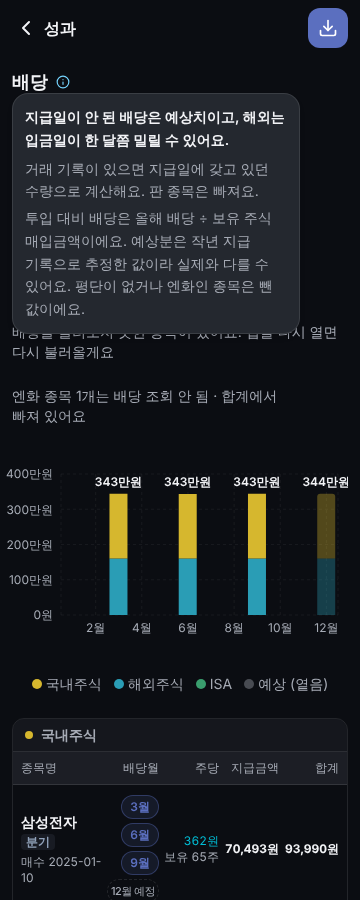 성과
배당
지급일이 안 된 배당은 예상치이고, 해외는
입금일이 한 달쯤 밀릴 수 있어요.
거래 기록이 있으면 지급일에 갖고 있던
수량으로 계산해요. 판 종목은 빠져요.
투입 대비 배당은 올해 배당 ÷ 보유 주식
매입금액이에요. 예상분은 작년 지급
기록으로 추정한 값이라 실제와 다를 수
있어요. 평단이 없거나 엔화인 종목은 뺀
값이에요.
다시 불러올게요
엔화 종목 1개는 배당 조회 안 됨 · 합계에서
빠져 있어요
400만원
343만원 343만원 343만원 344만원
300만원
200만원
100만원
0원
2월 4월 6월 8월 10월 12월
국내주식 해외주식 ISA 예상 (옅음)
국내주식
종목명 배당월 주당 지급금액 합계
삼성전자
분기
매수 2025-01-
10
3월
6월
9월
12월 예정
362원
보유 65주
70,493원 93,990원